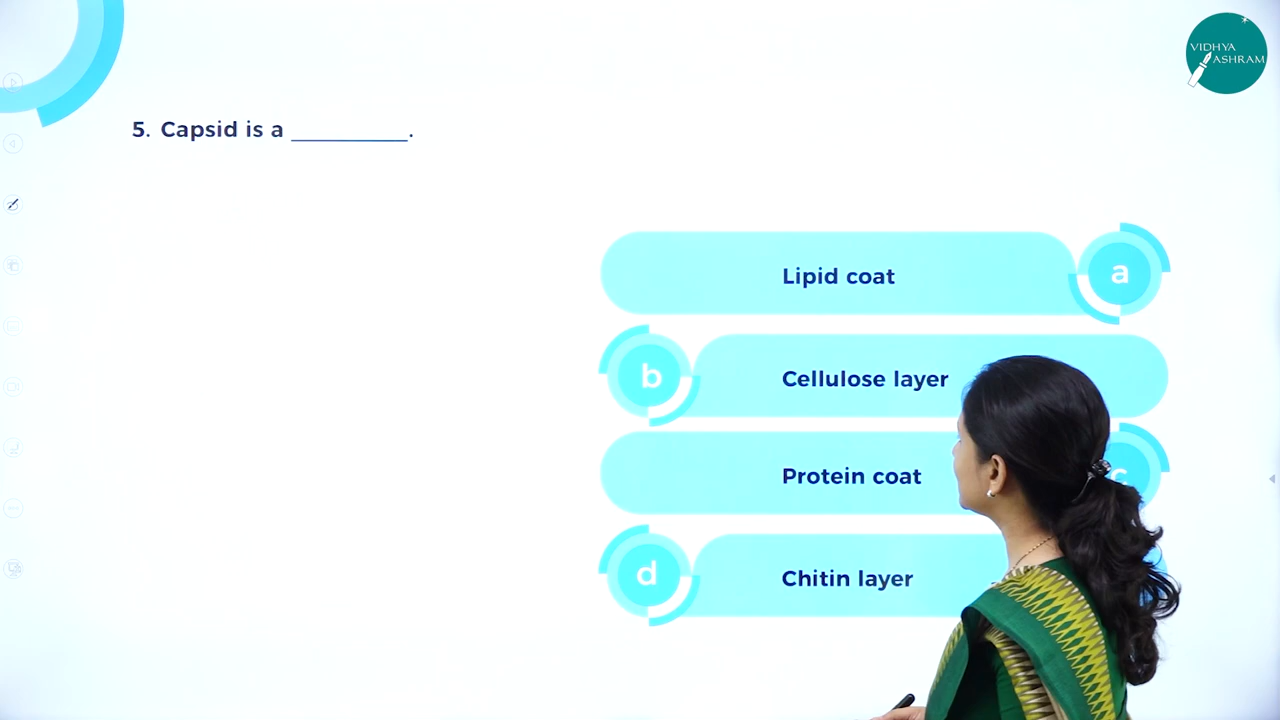 VIDHYA
ASHRAM
5. Capsid is a __________.
Lipid coat
a
b
Cellulose layer
Protein coat
c
d
Chitin layer